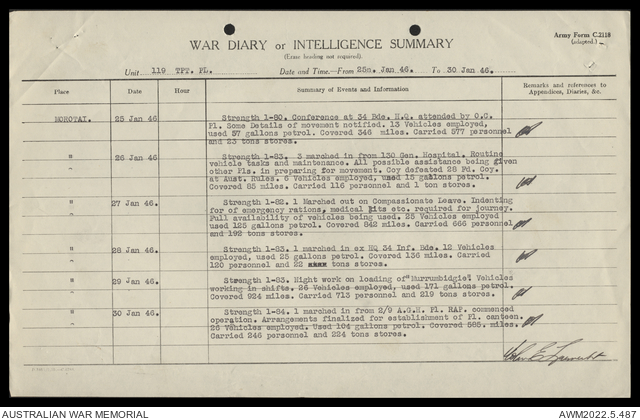 Army Form C.2118
(adapted.)
WAR DIARY or INTELLIGENCE SUMMARY
(Erase heading not required).
Unit 119 TPT. PL. Date and Time.—From 25m. Jan 46. To 30 Jan 46.
Place Date Hour Summary of Events and Information Remarks and references to Appendices, Diaries, &c.
MOROTAI. 25 Jan 46 Strength 1-80. Conference at 34 Bde. H.Q. attended by O.C.
Pl. Some Details of movement notified. 13 Vehicles employed,
used 57 gallons petrol. Covered 346 miles. Carried 577 personnel
and 23 tons stores.
" 26 Jan 46 Strength 1-83. 3 marched in from 130 Gen. Hospital. Routine
vehicle tasks and maintenance. All possible assistance being given
other Pls. in preparing for movement. Coy defeated 28 Fd. Coy.
at Aust. Rules. 6 Vehicles employed, used 15 gallons petrol.
Covered 85 miles. Carried 116 personnel and 1 ton stores.
" 27 Jan 46 Strength 1-82. 1 Marched out on Compassionate Leave. Indenting
for of emergency rations, medical kits etc. required for journey.
Full availability of vehicles being used. 25 Vehicles employed
used 125 gallons petrol. Covered 842 miles. Carried 666 personnel
and 192 tons stores.
" 28 Jan 46 Strength 1-83. 1 marched in ex HQ 34 Inf. Bde. 12 Vehicles
employed, used 25 gallons petrol. Covered 136 miles. Carried
120 personnel and 22 tons stores.
" 29 Jan 46 Strength 1-83. Night work on loading of "Murrumbidgie" Vehicles
working in shifts. 26 Vehicles employed, used 171 gallons petrol.
Covered 924 miles. Carried 713 personnel and 219 tons stores.
" 30 Jan 46 Strength 1-84. 1 marched in from 2/9 A.G.H. Pl. RAP. commenced
operation. Arrangements finalized for establishment of Pl. canteen.
26 Vehicles employed. Used 104 gallons petrol. Covered 585 miles.
Carried 246 personnel and 224 tons stores.
AUSTRALIAN WAR MEMORIAL AWM2022.5.487